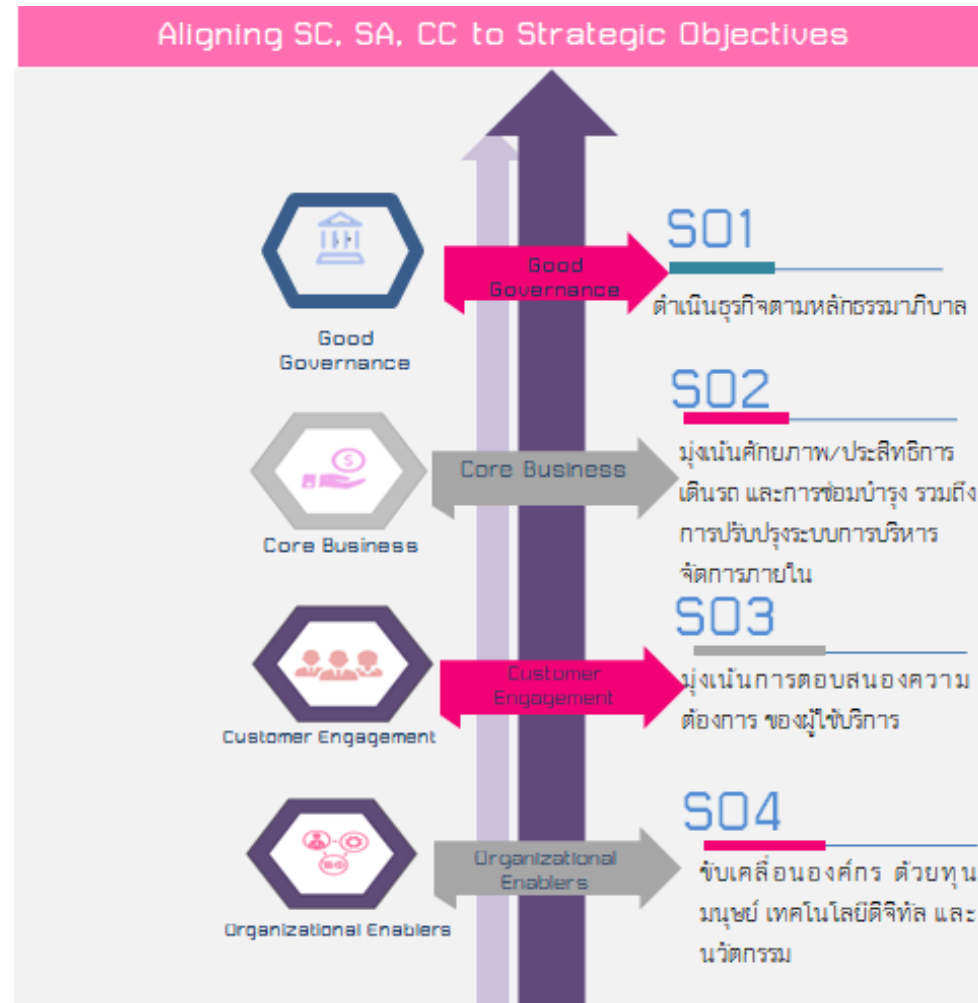 Aligning SC, SA, CC to Strategic Objectives
Good
Governance
Good
Governance
SO1
ดำเนินธุรกิจตามหลักธรรมาภิบาล
Core Business
Core Business
SO2
มุ่งเน้นศักยภาพ/ประสิทธิการ
เดินรถ และการซ่อมบำรุง รวมถึง
การปรับปรุงระบบการบริหาร
จัดการภายใน
Customer Engagement
Customer
Engagement
SO3
มุ่งเน้นการตอบสนองความ
ต้องการ ของผู้ใช้บริการ
Organizational Enablers
Organizational
Enablers
SO4
ขับเคลื่อนองค์กร ด้วยทุน
มนุษย์ เทคโนโลยีดิจิทัล และ
นวัตกรรม